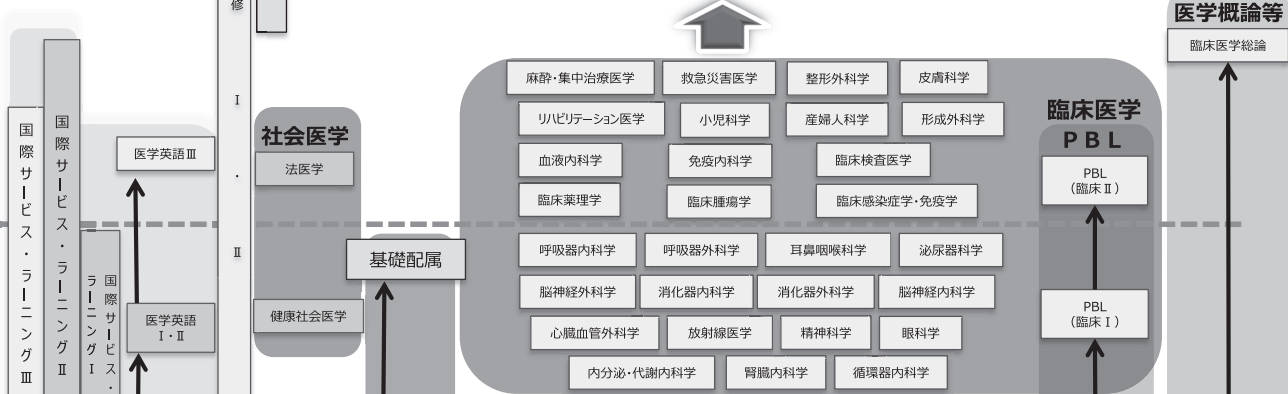 修
Ⅰ
・
Ⅱ
国際サービス・ラーニングⅢ
国際サービス・ラーニングⅡ
国際サービス・
ラーニングⅠ
医学英語Ⅲ
医学英語
Ⅰ・Ⅱ
社会医学
法医学
健康社会医学
基礎配属
麻酔・集中治療医学
救急災害医学
整形外科学
皮膚科学
リハビリテーション医学
小児科学
産婦人科学
形成外科学
血液内科学
免疫内科学
臨床検査医学
臨床薬理学
臨床腫瘍学
臨床感染症学・免疫学
呼吸器内科学
呼吸器外科学
耳鼻咽喉科学
泌尿器科学
脳神経外科学
消化器内科学
消化器外科学
脳神経内科学
心臓血管外科学
放射線医学
精神科学
眼科学
内分泌・代謝内科学
腎臓内科学
循環器内科学
臨床医学
PBL
PBL
（臨床Ⅱ）
PBL
（臨床Ⅰ）
医学概論等
臨床医学総論